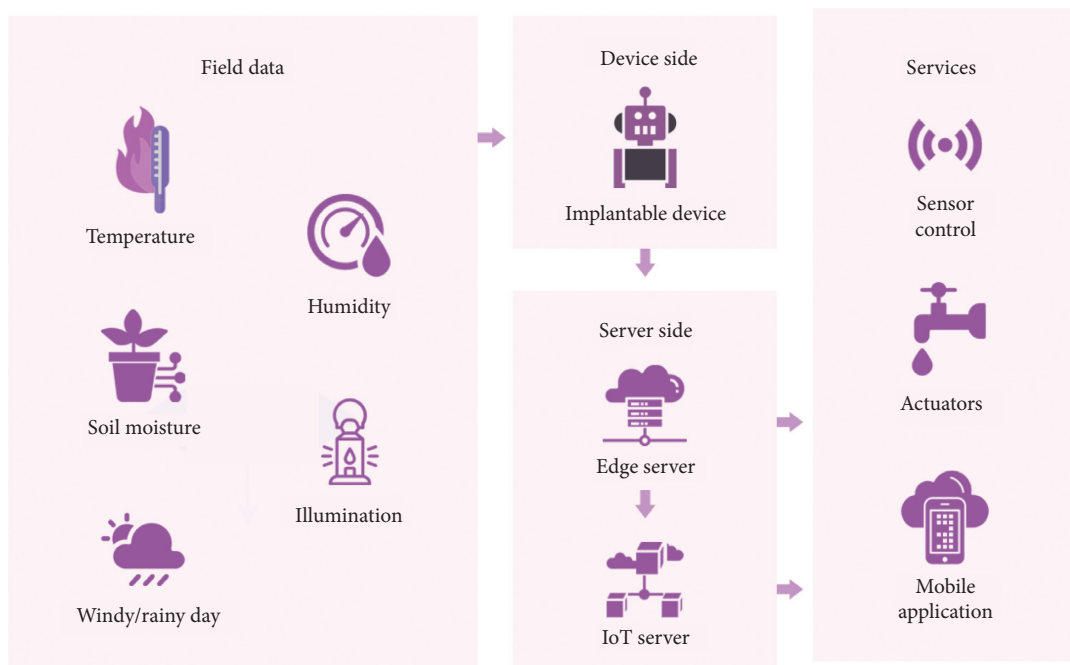 Field data
Temperature
Humidity
Soil moisture
Illumination
Windy/rainy day
Device side
Implantable device
Server side
Edge server
IoT server
Services
Sensor
control
Actuators
Mobile
application